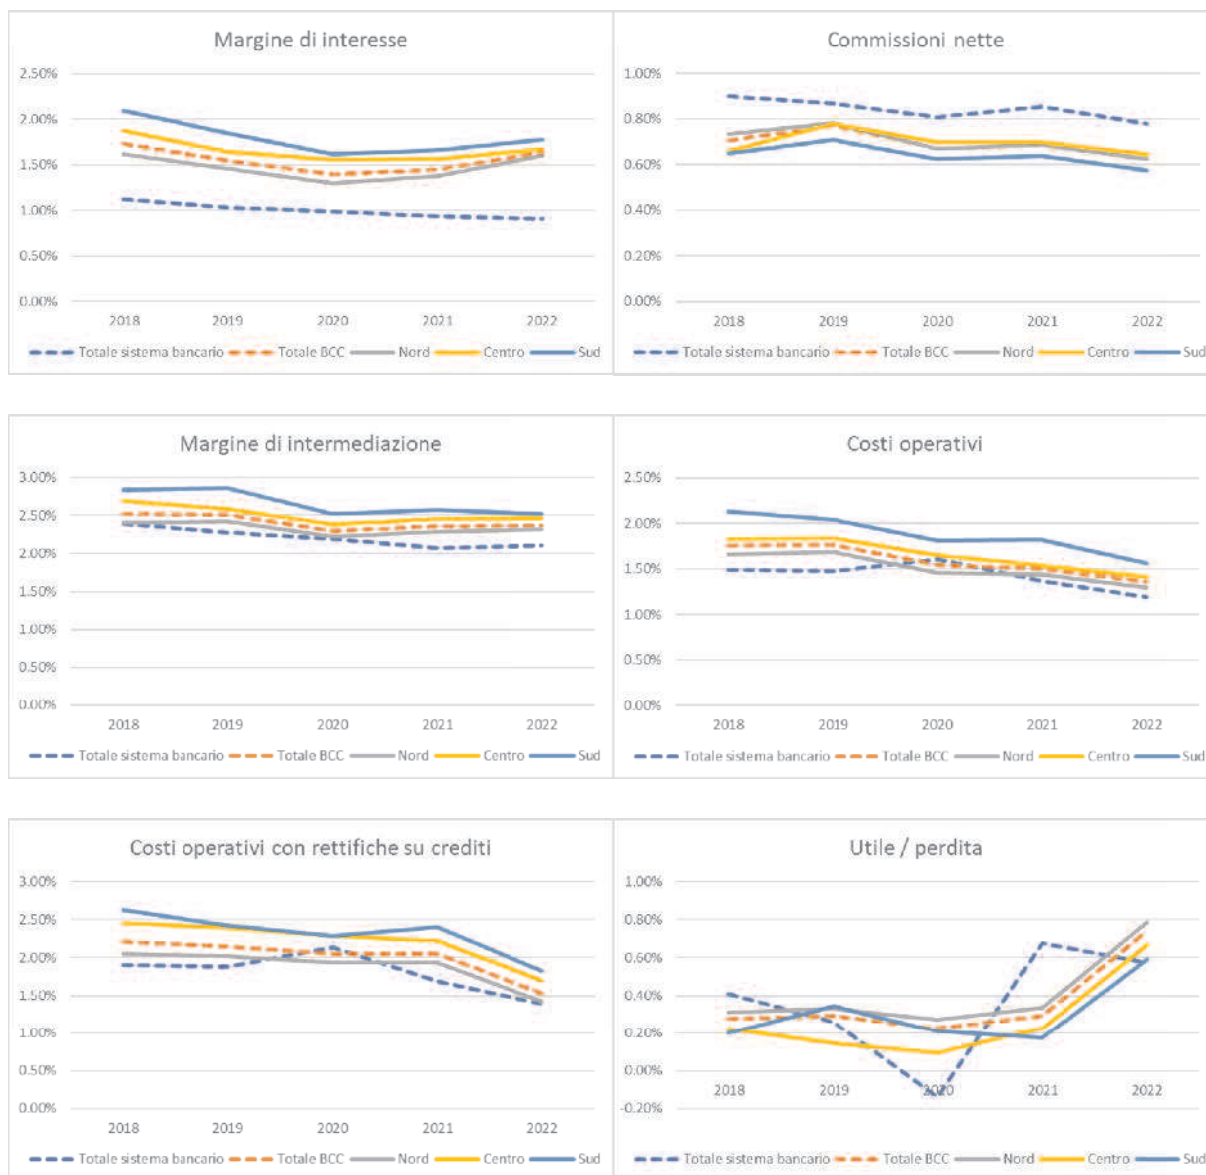 Margine di interesse
2.50%
2.00%
1.50%
1.00%
0.50%
0.00%
2018 2019 2020 2021 2022
Totale sistema bancario Totale BCC Nord Centro Sud
Commissioni nette
1.00%
0.80%
0.60%
0.40%
0.20%
0.00%
2018 2019 2020 2021 2022
Totale sistema bancario Totale BCC Nord Centro Sud
Margine di intermediazione
3.00%
2.50%
2.00%
1.50%
1.00%
0.50%
0.00%
2018 2019 2020 2021 2022
Totale sistema bancario Totale BCC Nord Centro Sud
Costi operativi
2.50%
2.00%
1.50%
1.00%
0.50%
0.00%
2018 2019 2020 2021 2022
Totale sistema bancario Totale BCC Nord Centro Sud
Costi operativi con rettifiche su crediti
3.00%
2.50%
2.00%
1.50%
1.00%
0.50%
0.00%
2018 2019 2020 2021 2022
Totale sistema bancario Totale BCC Nord Centro Sud
Utile / perdita
1.00%
0.80%
0.60%
0.40%
0.20%
0.00%
-0.20%
2018 2019 2020 2021 2022
Totale sistema bancario Totale BCC Nord Centro Sud